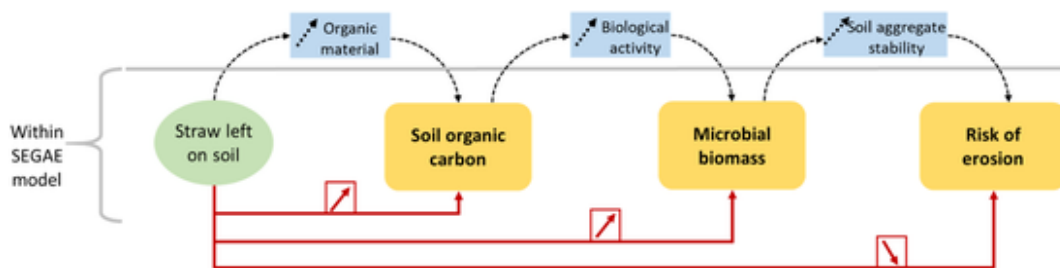 Organic
material
Biological
activity
Soil aggregate
stability
Within
SEGAE
model
Straw left
on soil
Soil organic
carbon
Microbial
biomass
Risk of
erosion